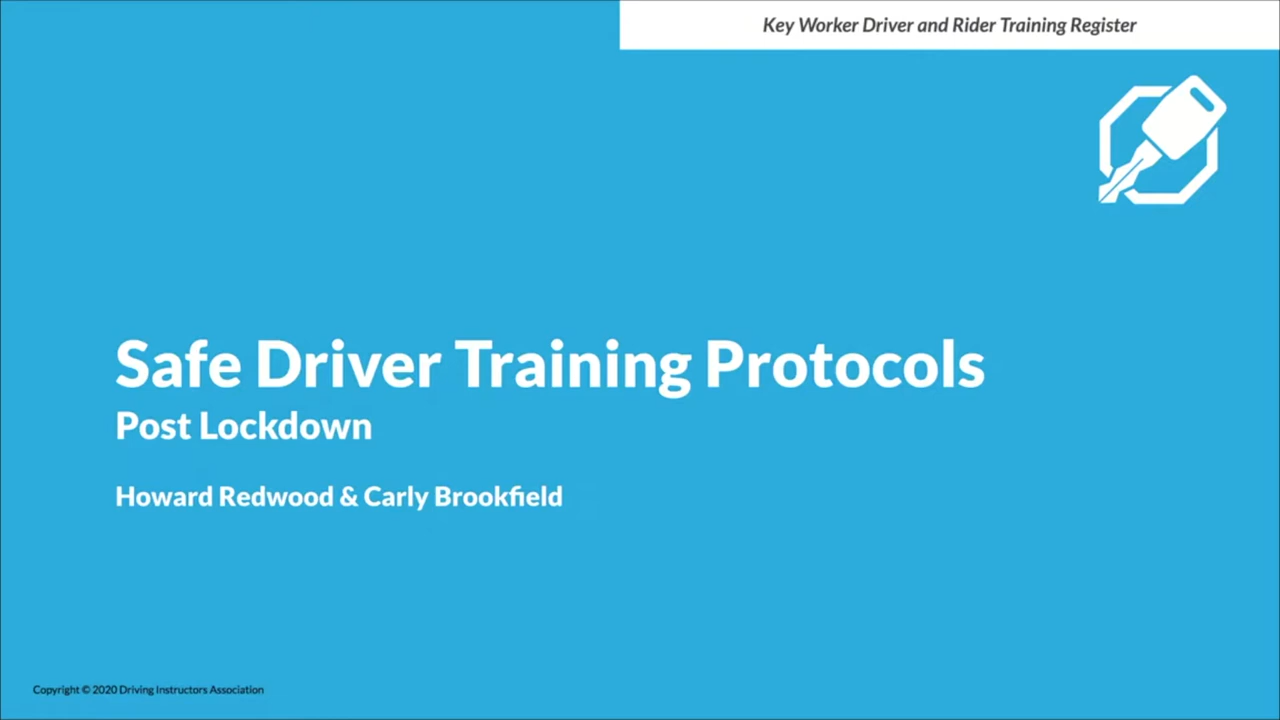 Key Worker Driver and Rider Training Register
Safe Driver Training Protocols
Post Lockdown
Howard Redwood & Carly Brookfield
Copyright © 2020 Driving Instructors Association